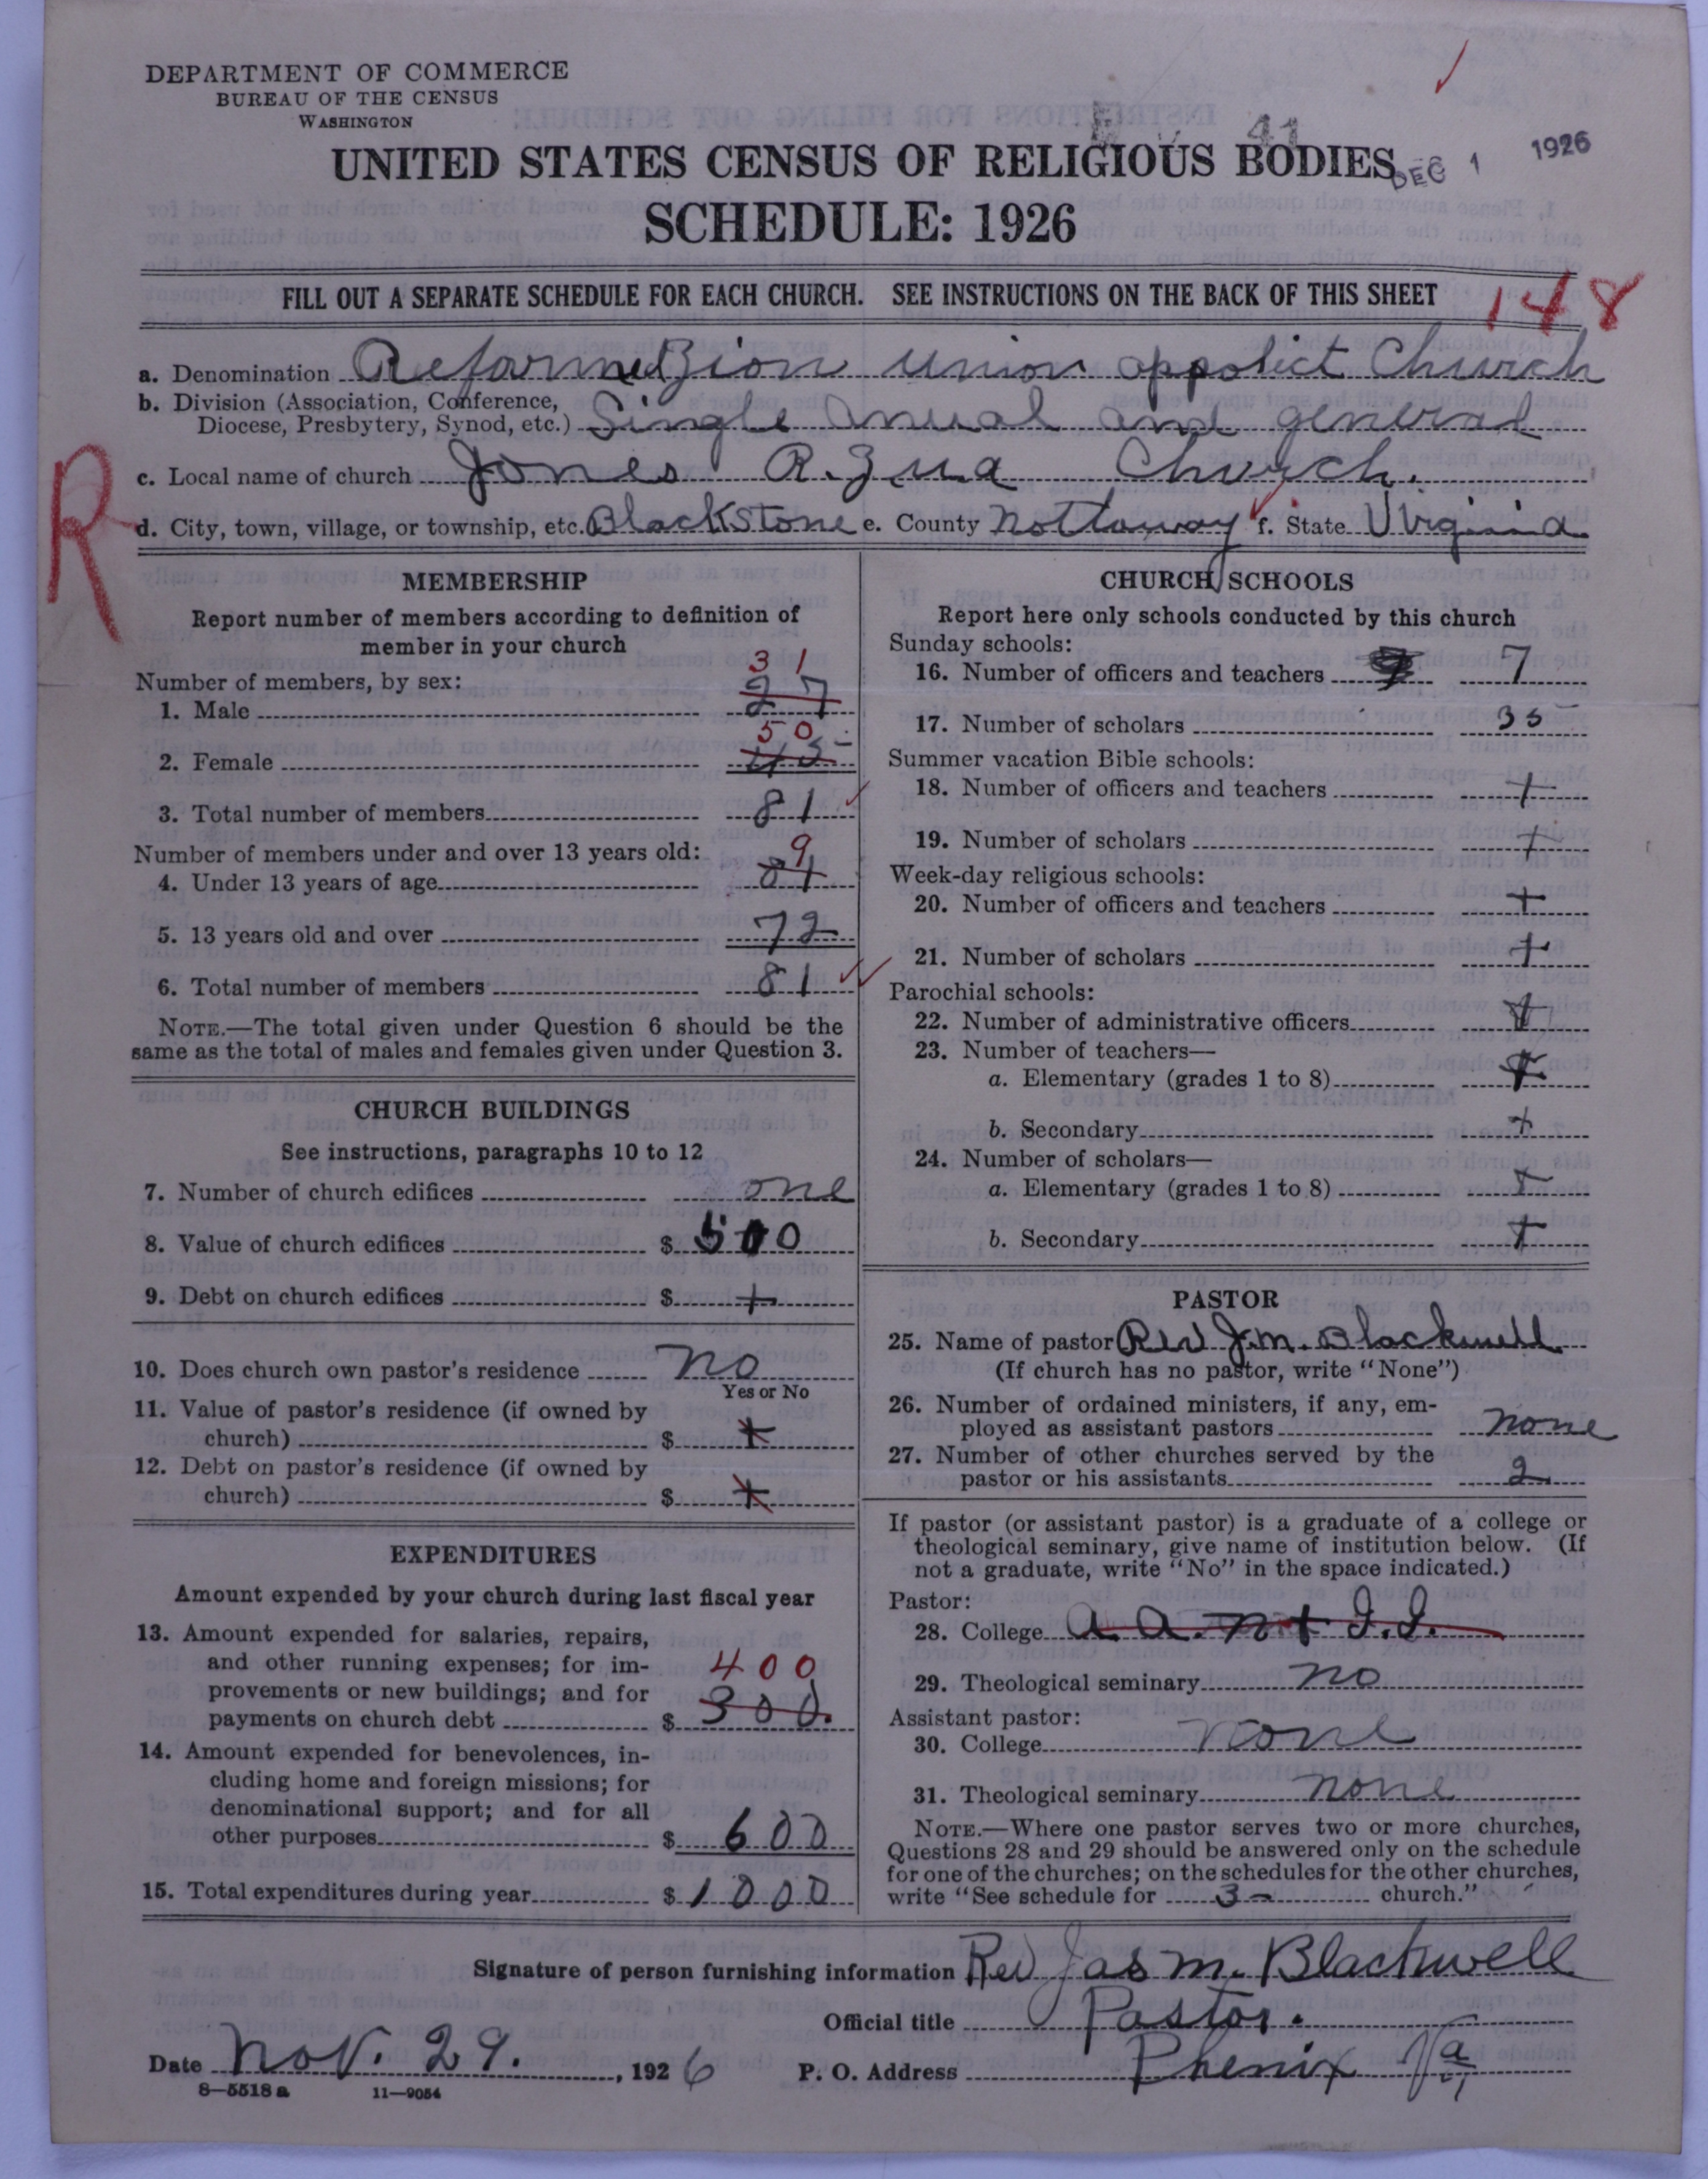 DEPARTMENT OF COMMERCE
BUREAU OF THE CENSUS
WASHINGTON
41
UNITED STATES CENSUS OF RELIGIOUS BODIES
DEC 1 1926
SCHEDULE: 1926
FILL OUT A SEPARATE SCHEDULE FOR EACH CHURCH. SEE INSTRUCTIONS ON THE BACK OF THIS SHEET
148
a. Denomination Reformed Zion Union appolict Church
b. Division (Association, Conference,
Diocese, Presbytery, Synod, etc.) Single anual and general
R
c. Local name of church Jones R. Z u a Church.
d. City, town, village, or township, etc. Blackstone e. County Nottoway f. State Virginia
MEMBERSHIP
Report number of members according to definition of
member in your church
Number of members, by sex:
31
1. Male 27
50
2. Female 45
3. Total number of members 81
Number of members under and over 13 years old:
9
4. Under 13 years of age
5. 13 years old and over 72
6. Total number of members 81
NOTE.—The total given under Question 6 should be the
same as the total of males and females given under Question 3.
CHURCH BUILDINGS
See instructions, paragraphs 10 to 12
7. Number of church edifices one
8. Value of church edifices $ 500
9. Debt on church edifices $ +
10. Does church own pastor's residence no
Yes or No
11. Value of pastor's residence (if owned by
church) $ +
12. Debt on pastor's residence (if owned by
church) $ +
EXPENDITURES
Amount expended by your church during last fiscal year
13. Amount expended for salaries, repairs,
and other running expenses; for im-
provements or new buildings; and for 400
payments on church debt $ 300.
14. Amount expended for benevolences, in-
cluding home and foreign missions; for
denominational support; and for all
other purposes $ 600
15. Total expenditures during year $ 1000
CHURCH SCHOOLS
Report here only schools conducted by this church
Sunday schools:
16. Number of officers and teachers 7
17. Number of scholars 35
Summer vacation Bible schools:
18. Number of officers and teachers +
19. Number of scholars +
Week-day religious schools:
20. Number of officers and teachers +
21. Number of scholars +
Parochial schools:
22. Number of administrative officers +
23. Number of teachers—
a. Elementary (grades 1 to 8) +
b. Secondary +
24. Number of scholars—
a. Elementary (grades 1 to 8) +
b. Secondary +
PASTOR
25. Name of pastor Rev J.M. Blackwell
(If church has no pastor, write "None")
26. Number of ordained ministers, if any, em-
ployed as assistant pastors none
27. Number of other churches served by the
pastor or his assistants 2
If pastor (or assistant pastor) is a graduate of a college or
theological seminary, give name of institution below. (If
not a graduate, write "No" in the space indicated.)
Pastor:
28. College a. a. n + I. I.
29. Theological seminary no
Assistant pastor:
30. College none
31. Theological seminary none
NOTE.—Where one pastor serves two or more churches,
Questions 28 and 29 should be answered only on the schedule
for one of the churches; on the schedules for the other churches,
write "See schedule for 3 – church."
Signature of person furnishing information Rev Jas M. Blackwell
Official title Pastor.
Date Nov. 29. , 1926 P. O. Address Phenix Va
8—5518 a 11—9054